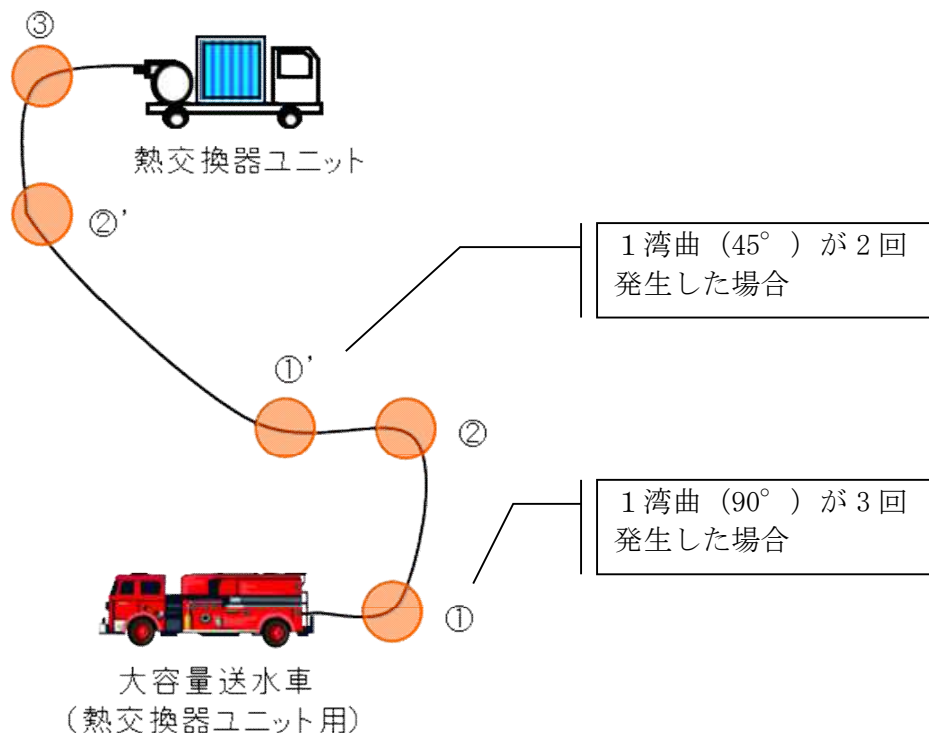 ③
熱交換器ユニット
②’
１湾曲（45°）が２回
発生した場合
①’
②
１湾曲（90°）が３回
発生した場合
①
大容量送水車
（熱交換器ユニット用）